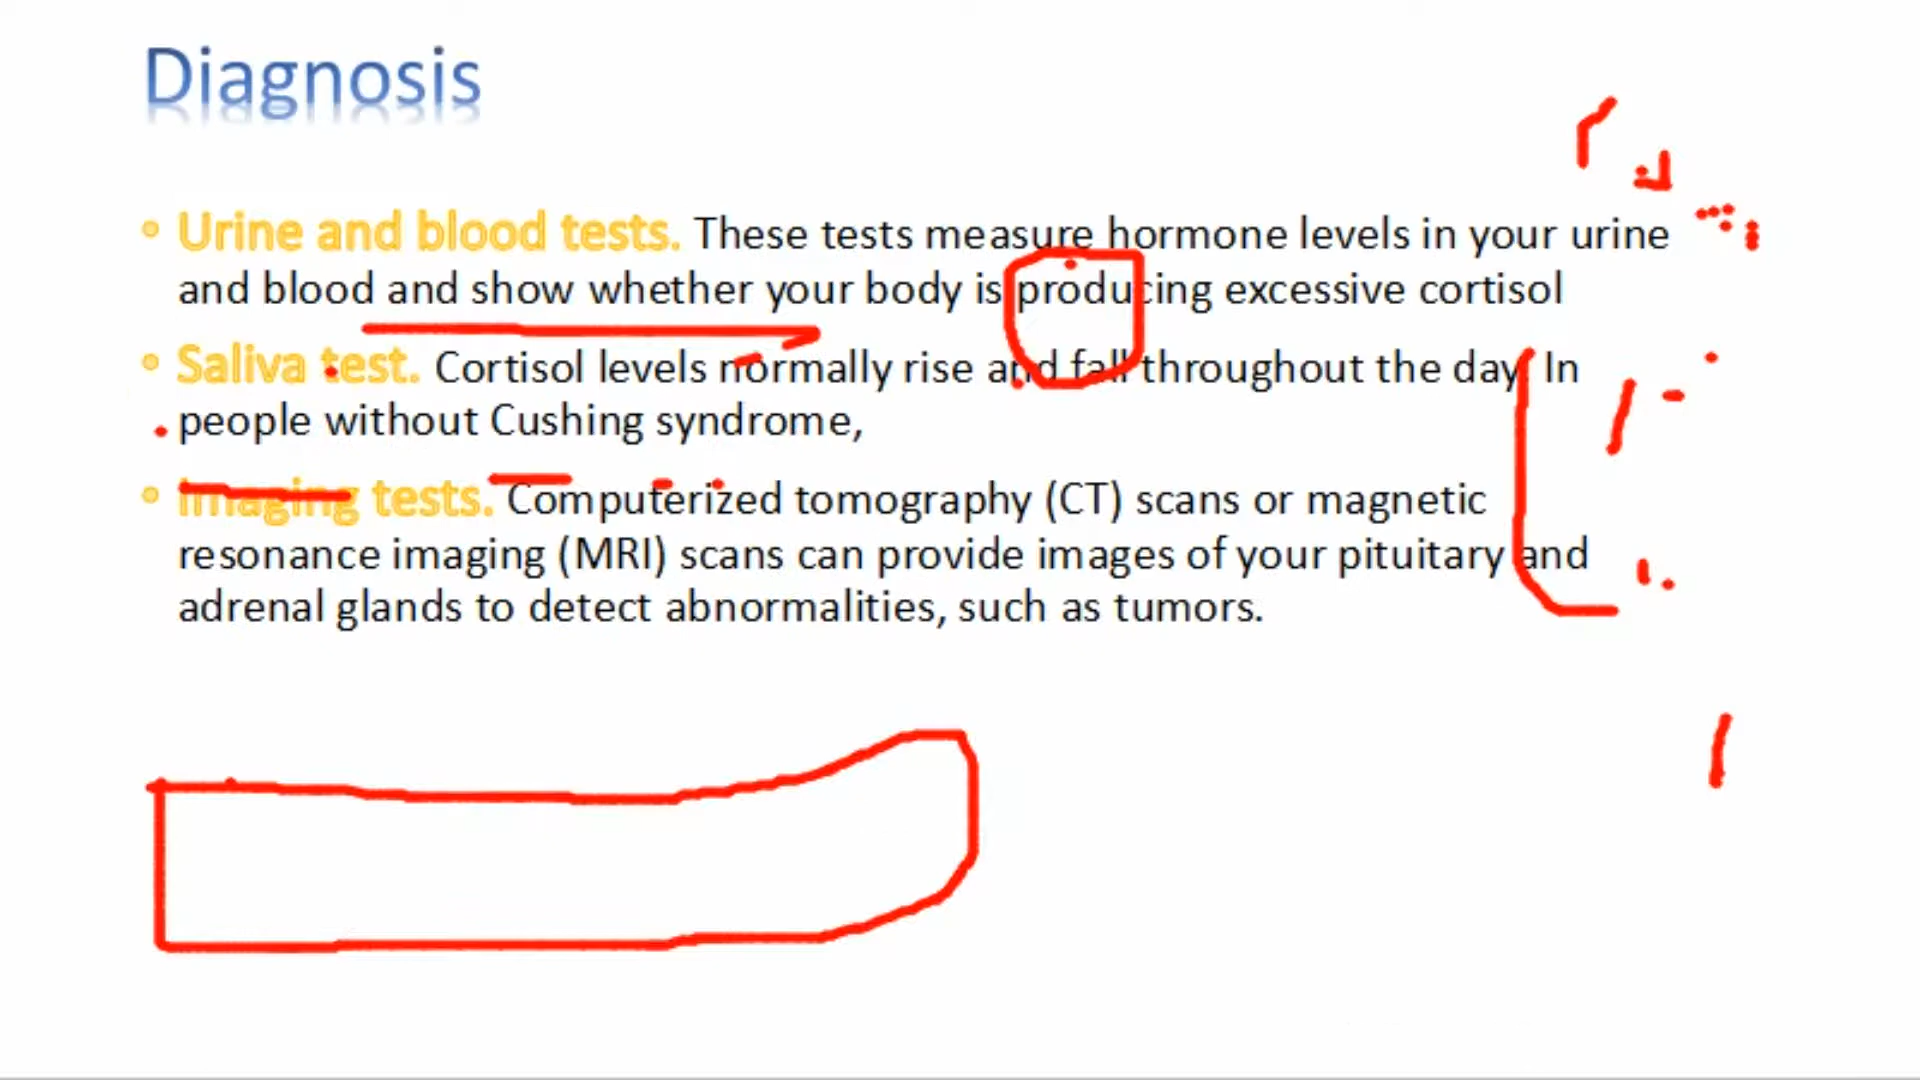 Diagnosis
• Urine and blood tests. These tests measure hormone levels in your urine
and blood and show whether your body is producing excessive cortisol
• Saliva test. Cortisol levels normally rise and fall throughout the day. In
people without Cushing syndrome,
• Imaging tests. Computerized tomography (CT) scans or magnetic
resonance imaging (MRI) scans can provide images of your pituitary and
adrenal glands to detect abnormalities, such as tumors.